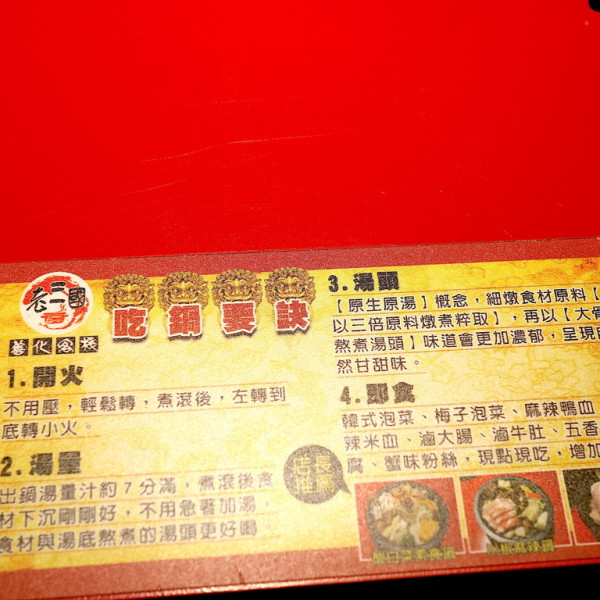 老三國
吃鍋要訣
善化客棧
1.開火
不用壓，輕鬆轉，煮滾後，左轉到
底轉小火。
2.湯量
出鍋湯量汁約7分滿，煮滾後食
材下沉剛剛好，不用急著加湯，
食材與湯底熬煮的湯頭更好喝。
3.湯頭
【原生原湯】概念，細燉食材原料【
以三倍原料燉煮粹取】，再以【大骨
熬煮湯頭】味道會更加濃郁，呈現
然甘甜味。
4.即食
韓式泡菜、梅子泡菜、麻辣鴨血
辣米血、滷大腸、滷牛肚、五香
腐、蟹味粉絲，現點現吃，增加
店長
推薦